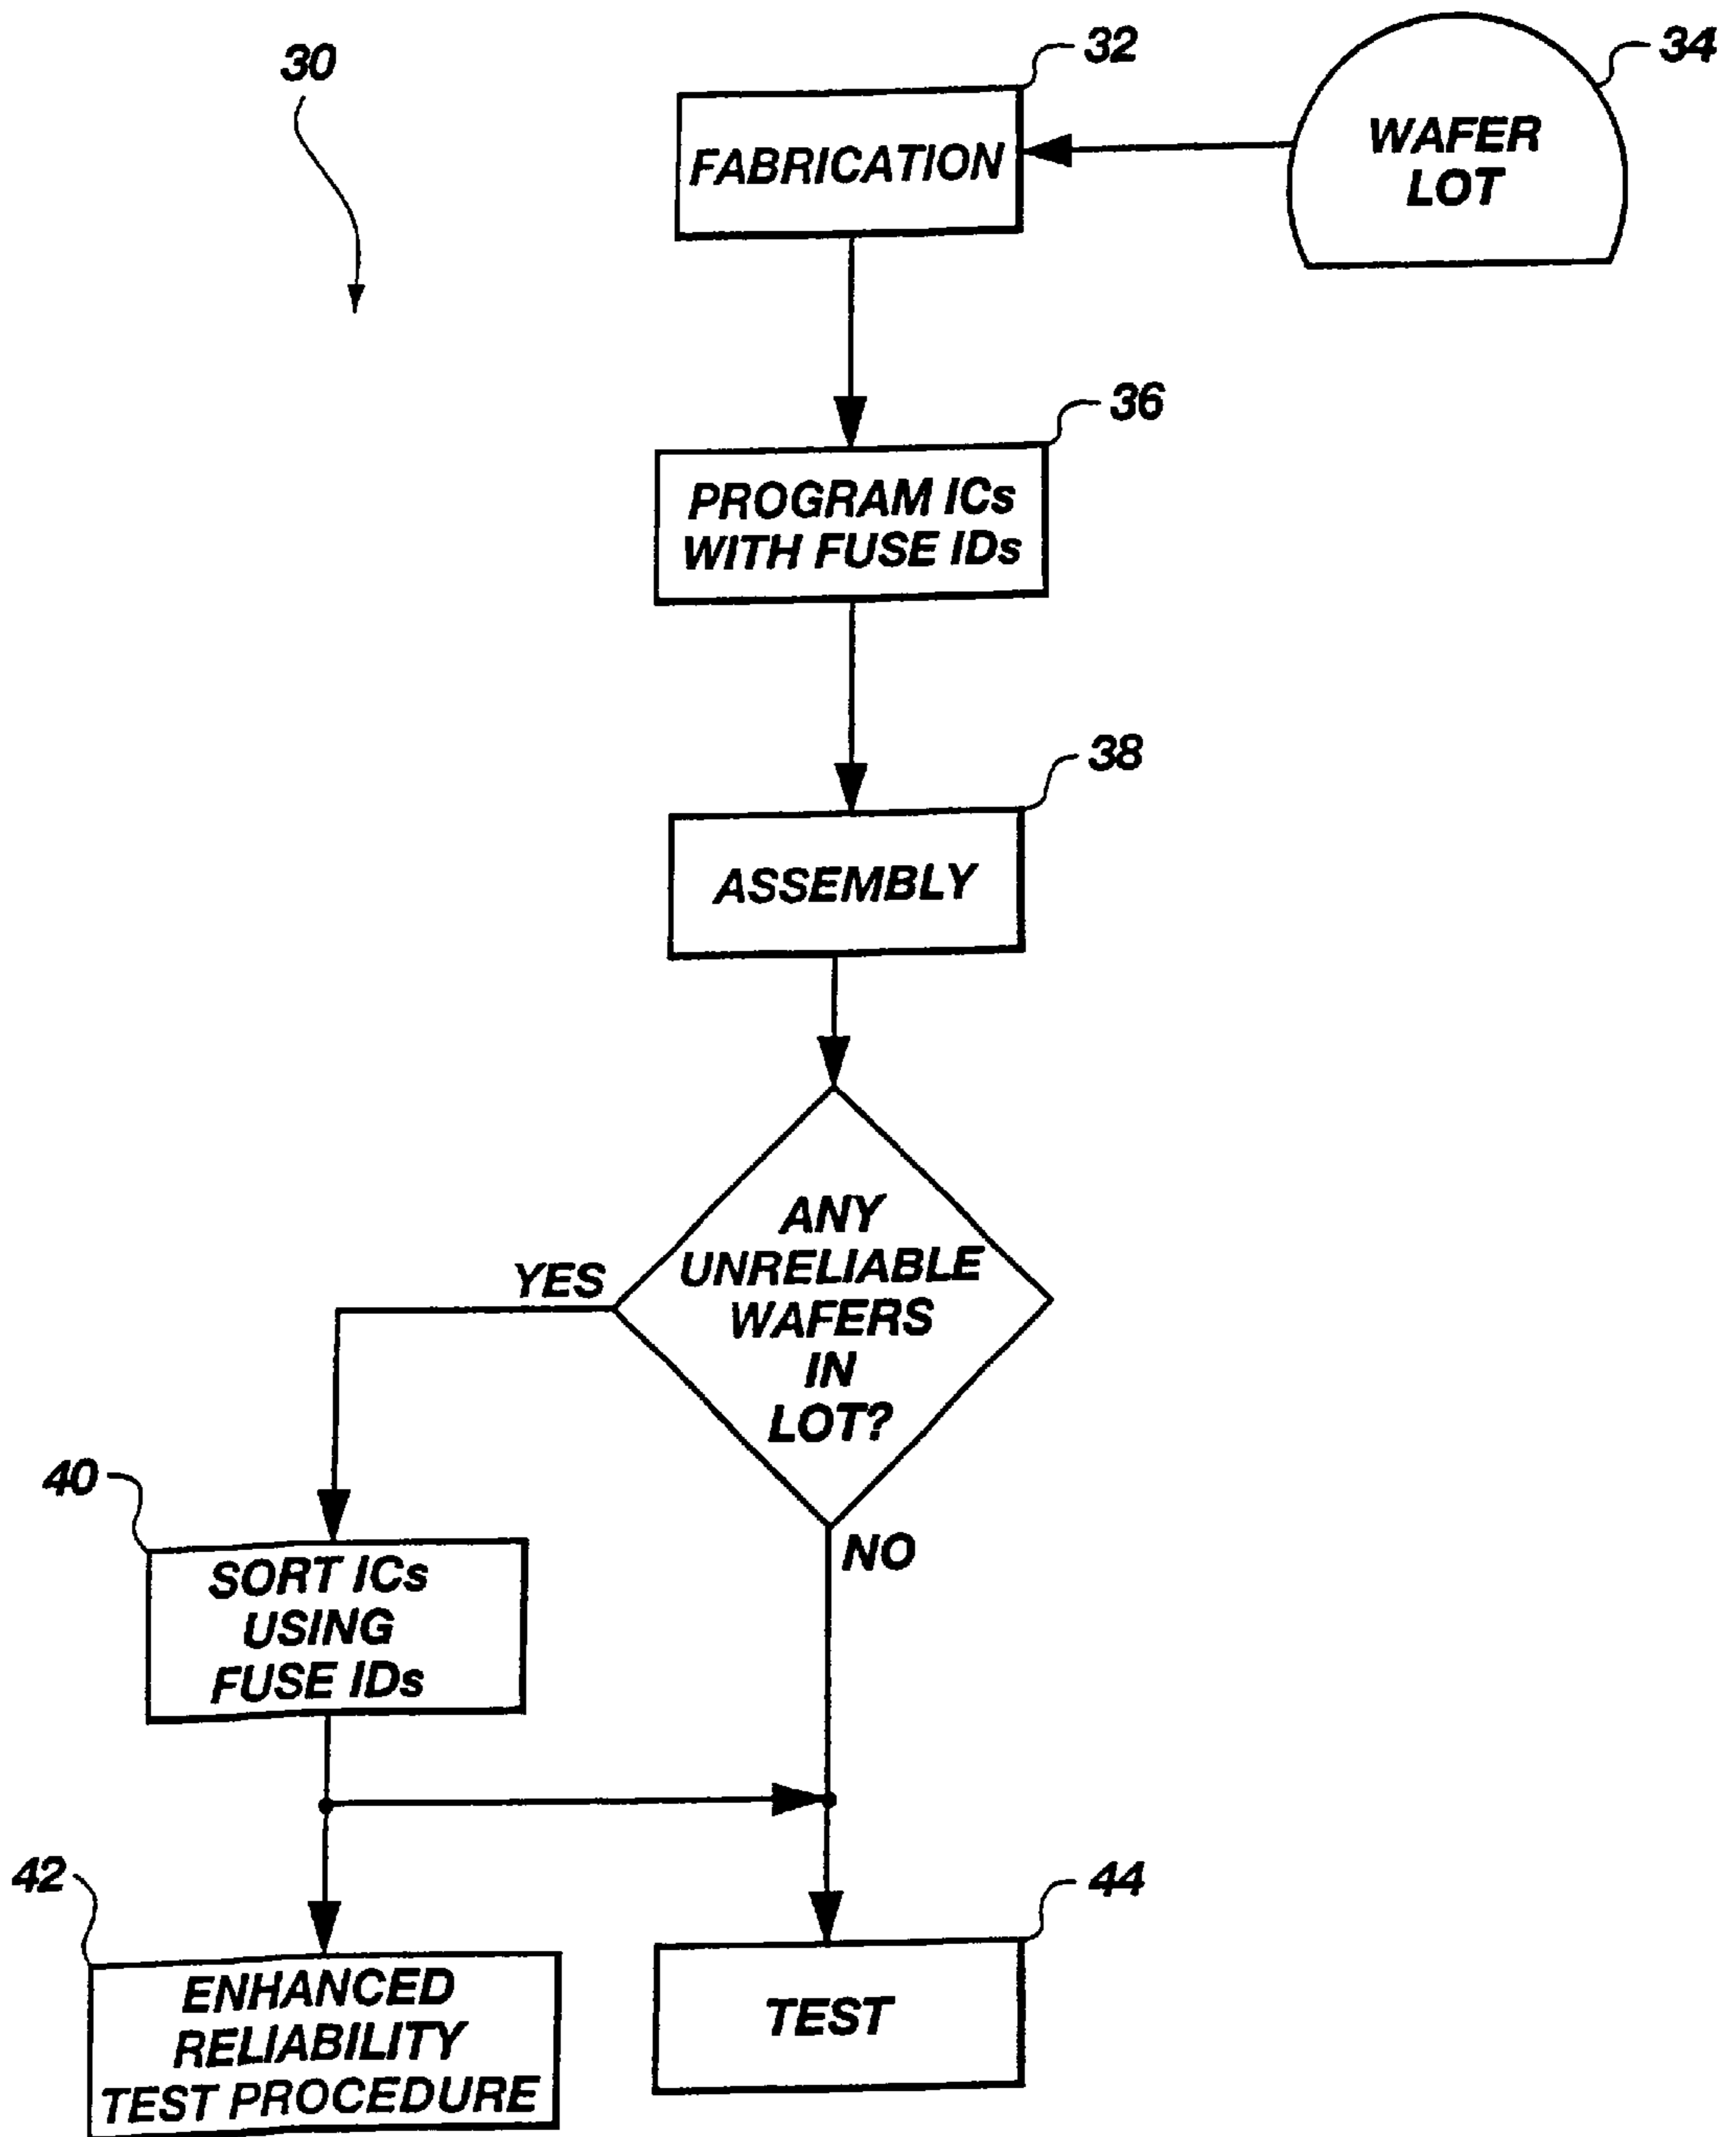 30
32
34
FABRICATION
WAFER
LOT
36
PROGRAM ICs
WITH FUSE IDs
38
ASSEMBLY
ANY
UNRELIABLE
WAFERS
IN
LOT?
YES
NO
40
SORT ICs
USING
FUSE IDs
42
44
ENHANCED
RELIABILITY
TEST PROCEDURE
TEST